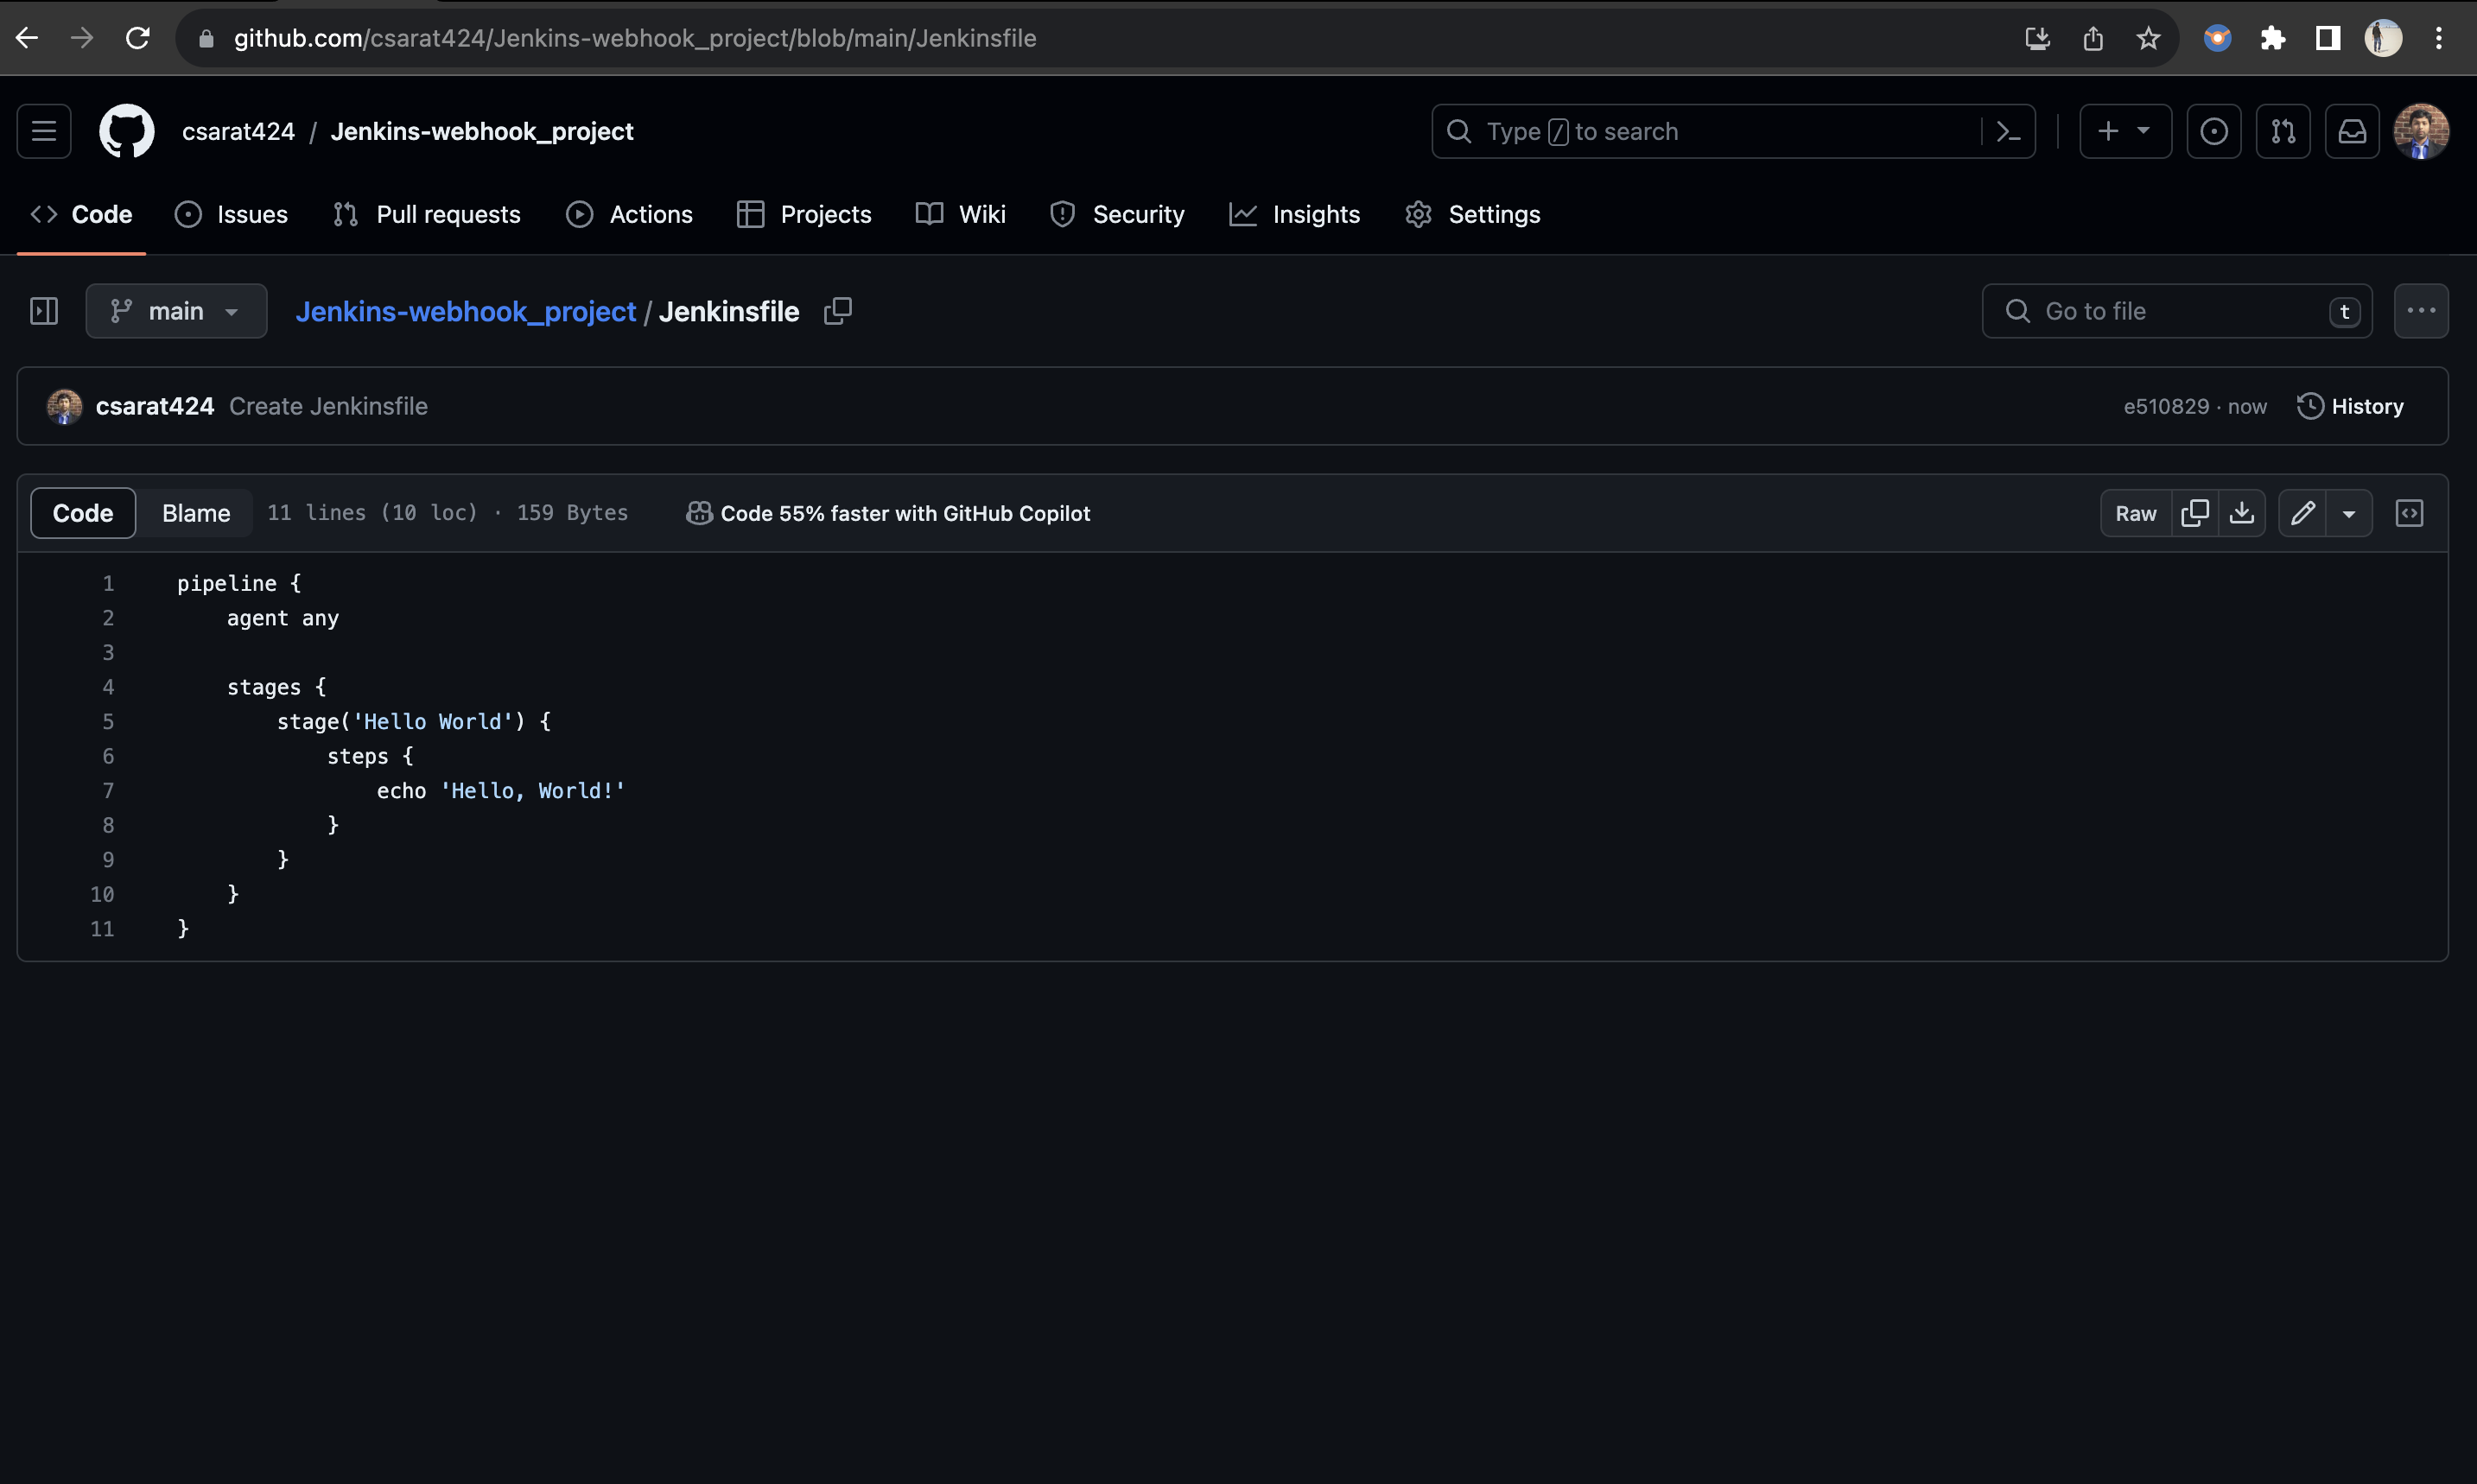 github.com/csarat424/Jenkins-webhook_project/blob/main/Jenkinsfile
csarat424 / Jenkins-webhook_project
Type / to search
Code Issues Pull requests Actions Projects Wiki Security Insights Settings
main Jenkins-webhook_project / Jenkinsfile Go to file t
csarat424 Create Jenkinsfile e510829 · now History
Code Blame 11 lines (10 loc) · 159 Bytes Code 55% faster with GitHub Copilot Raw
1 pipeline {
2     agent any
3
4     stages {
5         stage('Hello World') {
6             steps {
7                 echo 'Hello, World!'
8             }
9         }
10     }
11 }